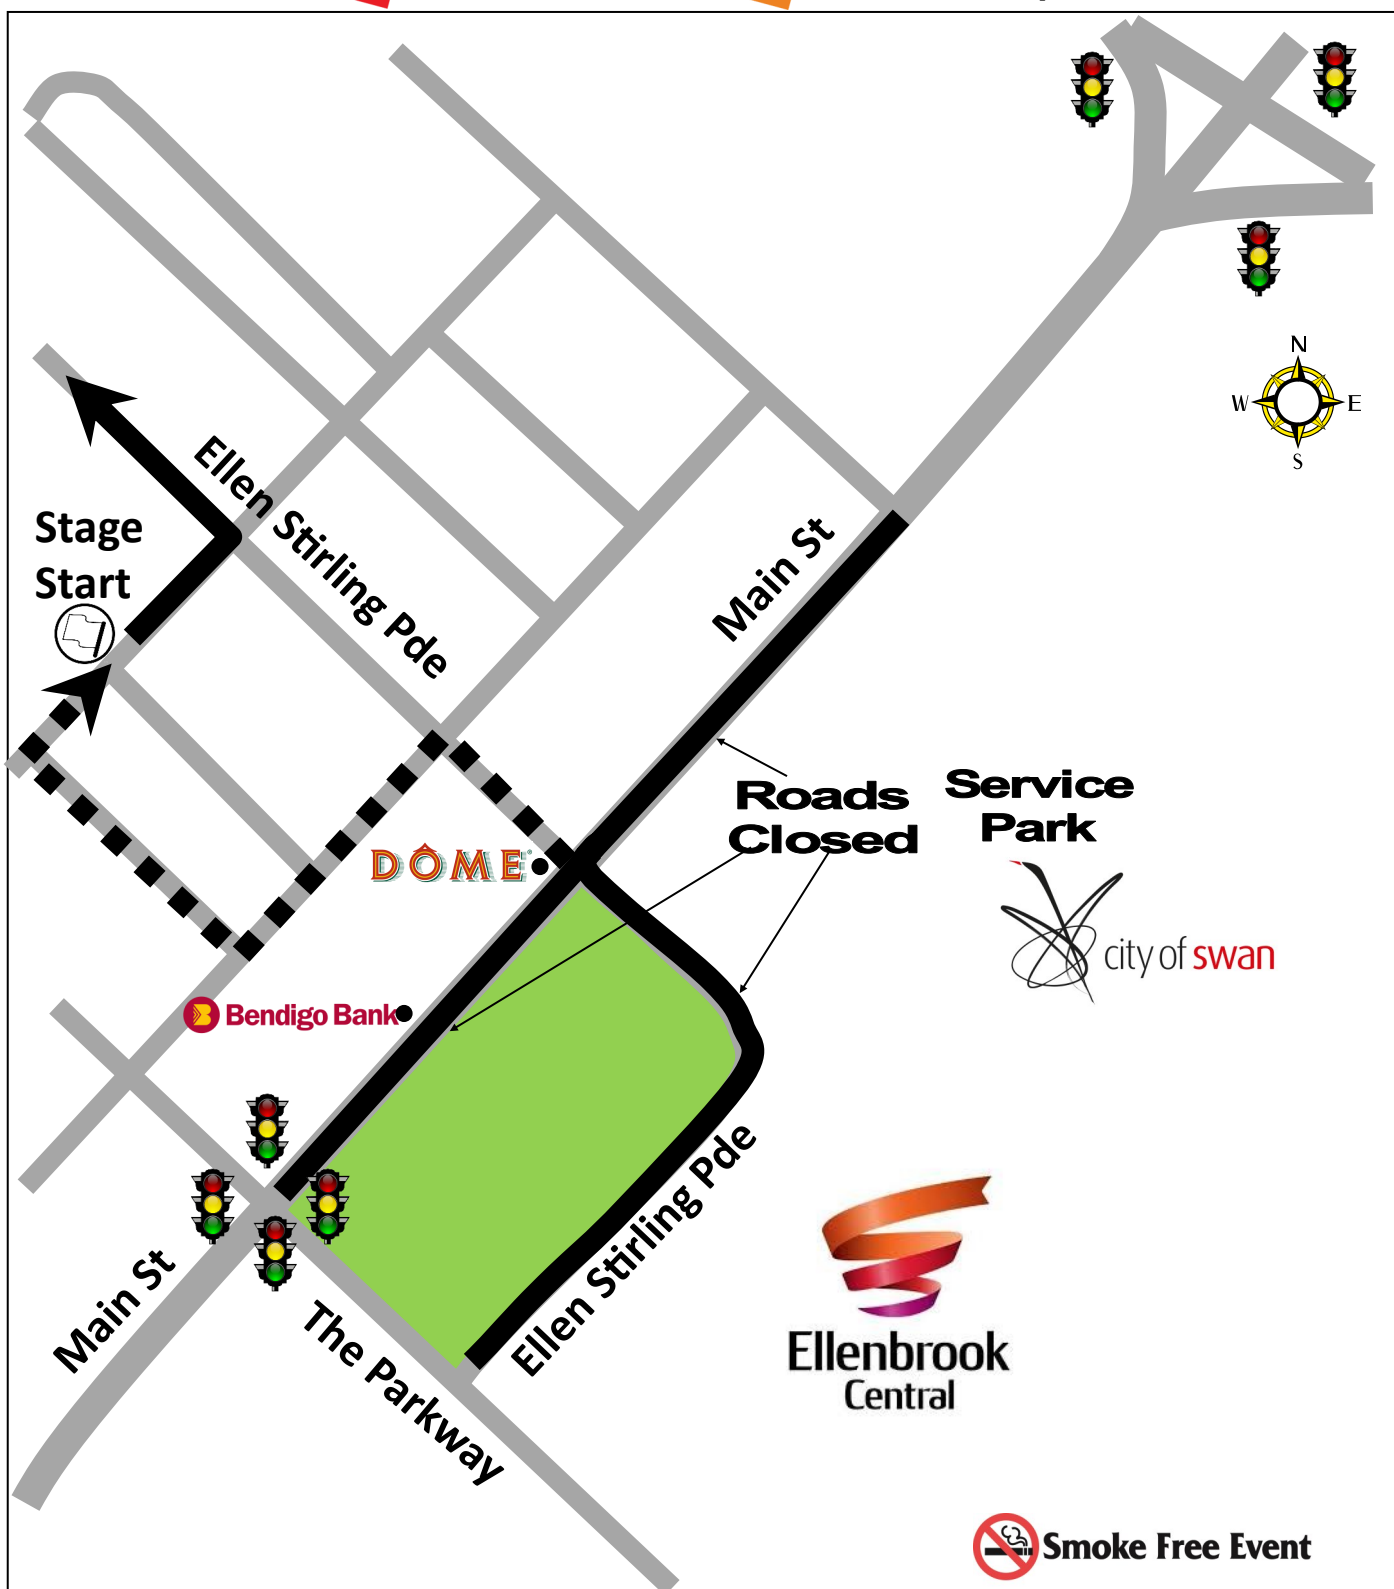 N
W
E
S
Ellen Stirling Pde
Stage
Start
Main St
Roads
Closed
Service
Park
DÔME
city of swan
Bendigo Bank
Ellen Stirling Pde
Main St
The Parkway
Ellenbrook
Central
Smoke Free Event